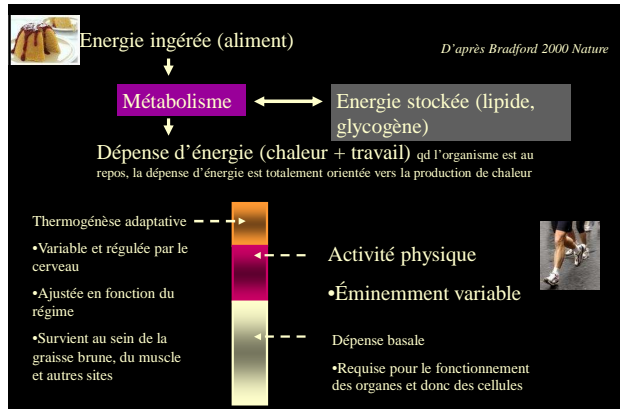 Energie ingérée (aliment)
D'après Bradford 2000 Nature
Métabolisme
Energie stockée (lipide,
glycogène)
Dépense d'énergie (chaleur + travail) qd l'organisme est au
repos, la dépense d'énergie est totalement orientée vers la production de chaleur
Thermogénèse adaptative
•Variable et régulée par le
cerveau
•Ajustée en fonction du
régime
•Survient au sein de la
graisse brune, du muscle
et autres sites
Activité physique
•Éminemment variable
Dépense basale
•Requise pour le fonctionnement
des organes et donc des cellules